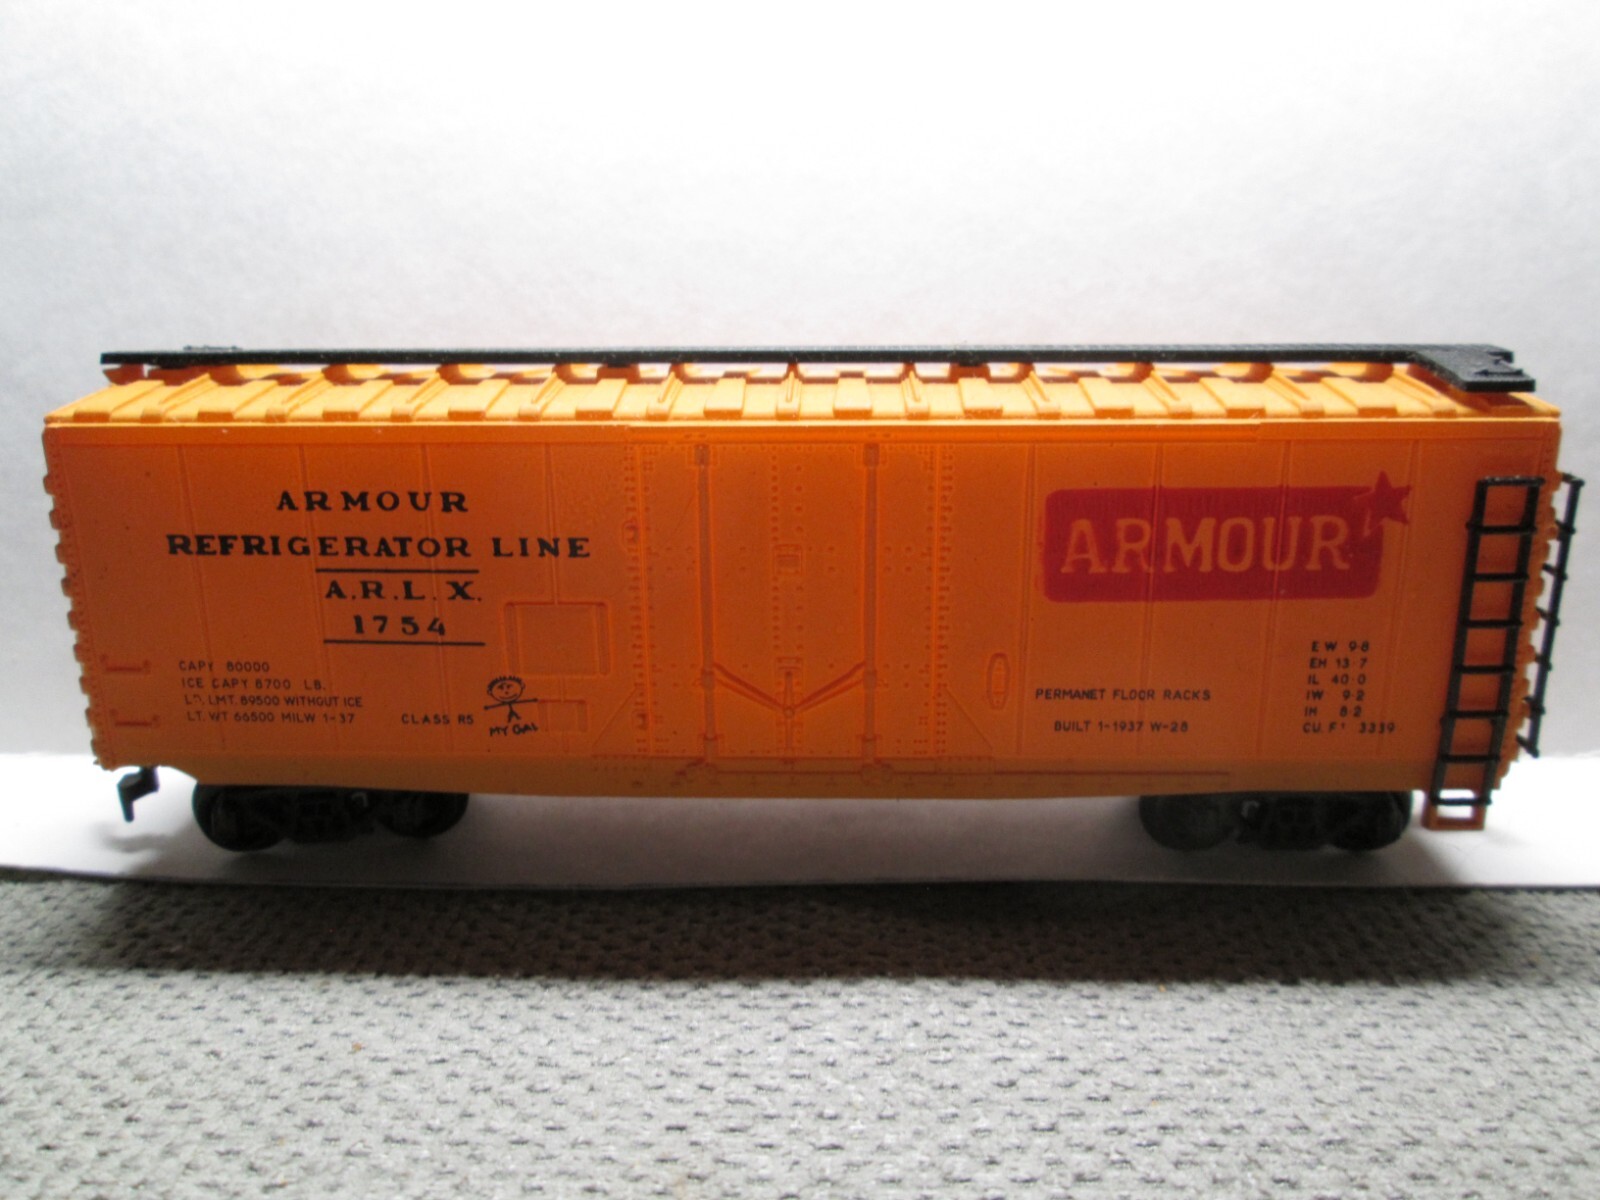 ARMOUR
REFRIGERATOR LINE
A.R.L.X.
1754
CAPY 80000
ICE CAPY 8700 LB.
LD. LMT. 89500 WITHOUT ICE
LT. WT 66800 MILW 1-37
CLASS R5
MY GAL
ARMOUR
PERMANET FLOOR RACKS
BUILT 1-1937 W-28
EW 9-8
EH 13-7
IL 40-0
IW 9-2
IH 8-2
CU. FT 3339